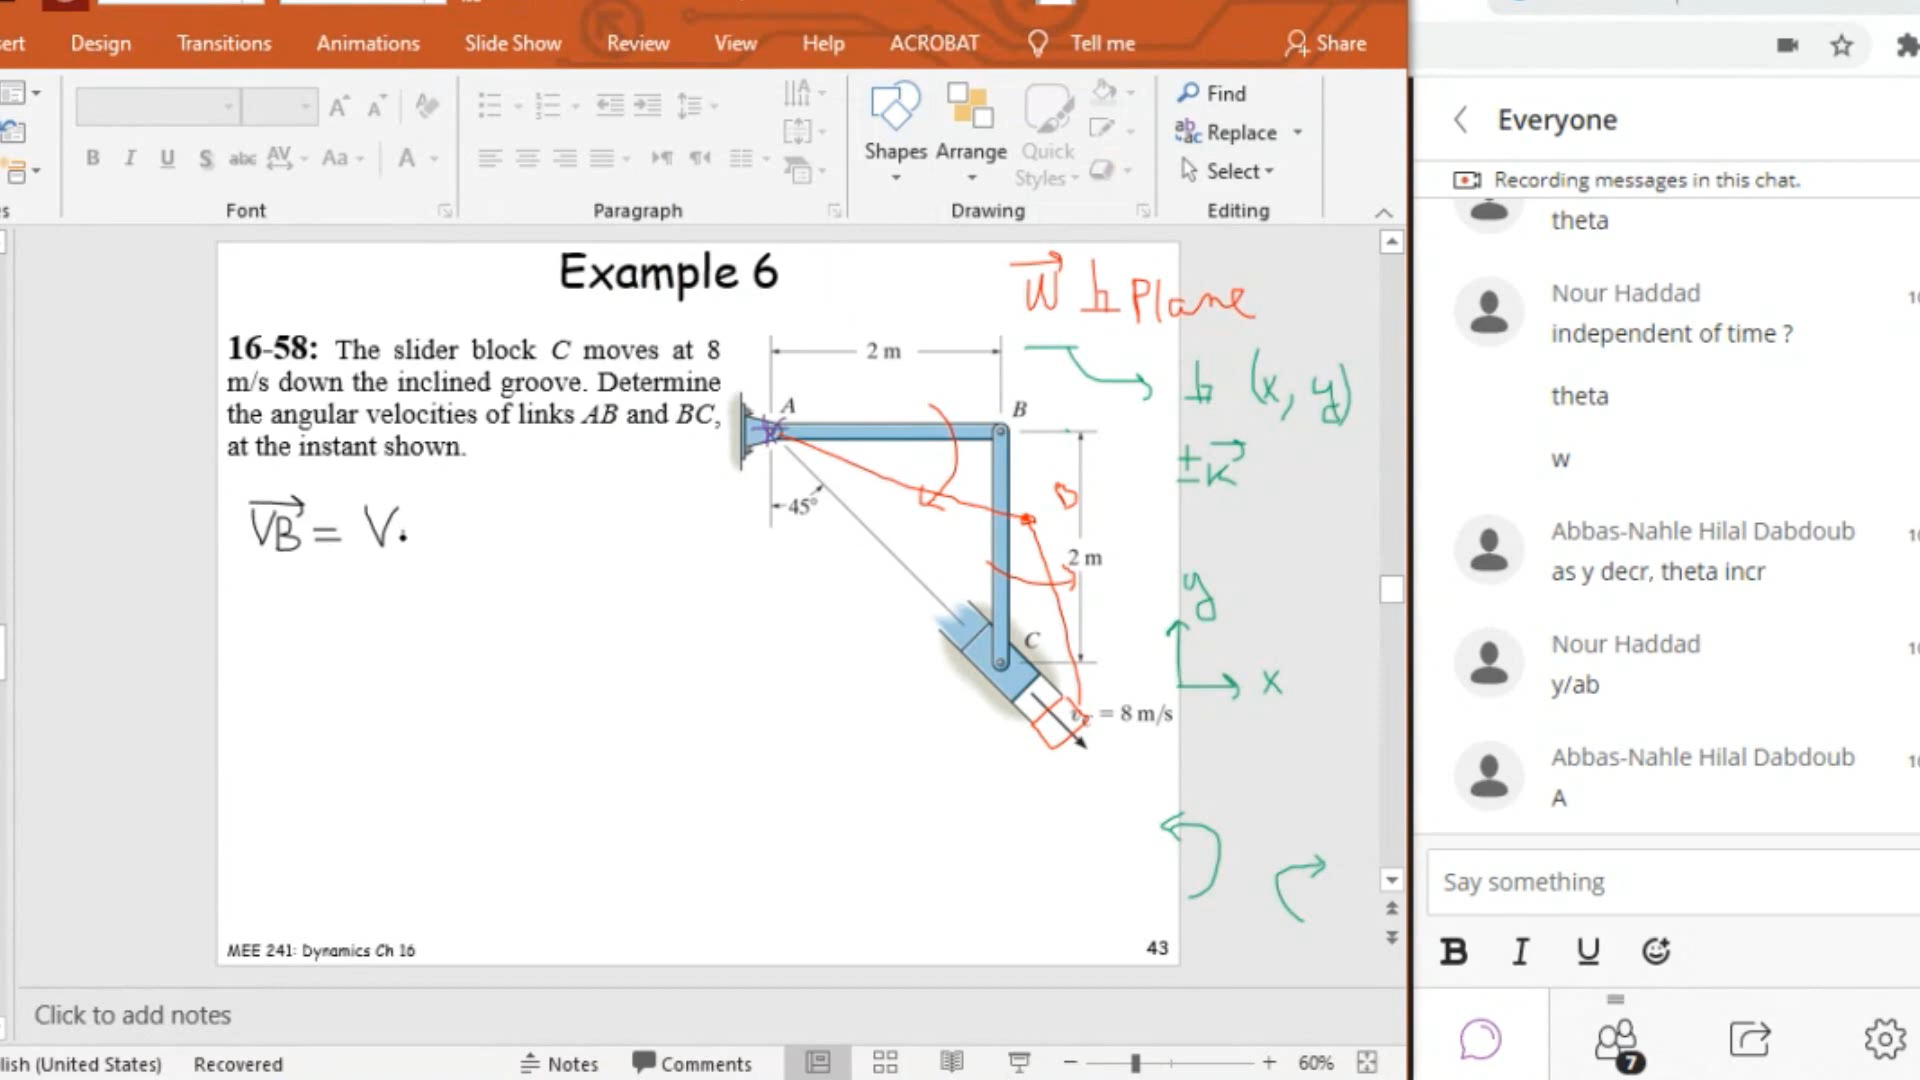 ert Design Transitions Animations Slide Show Review View Help ACROBAT Tell me Share
Find
Replace
Select
Shapes Arrange Quick
Styles
B I U S abc AV Aa A
Font Paragraph Drawing Editing
Example 6
16-58: The slider block C moves at 8
m/s down the inclined groove. Determine
the angular velocities of links AB and BC,
at the instant shown.
2 m
A
B
45°
2 m
C
= 8 m/s
W ⊥ Plane
⊥ (x, y)
±K
B
y
x
VB = V.
MEE 241: Dynamics Ch 16
43
Click to add notes
lish (United States) Recovered Notes Comments 60%
Everyone
Recording messages in this chat.
theta
Nour Haddad
independent of time ?
theta
w
Abbas-Nahle Hilal Dabdoub
as y decr, theta incr
Nour Haddad
y/ab
Abbas-Nahle Hilal Dabdoub
A
Say something
B I U
7